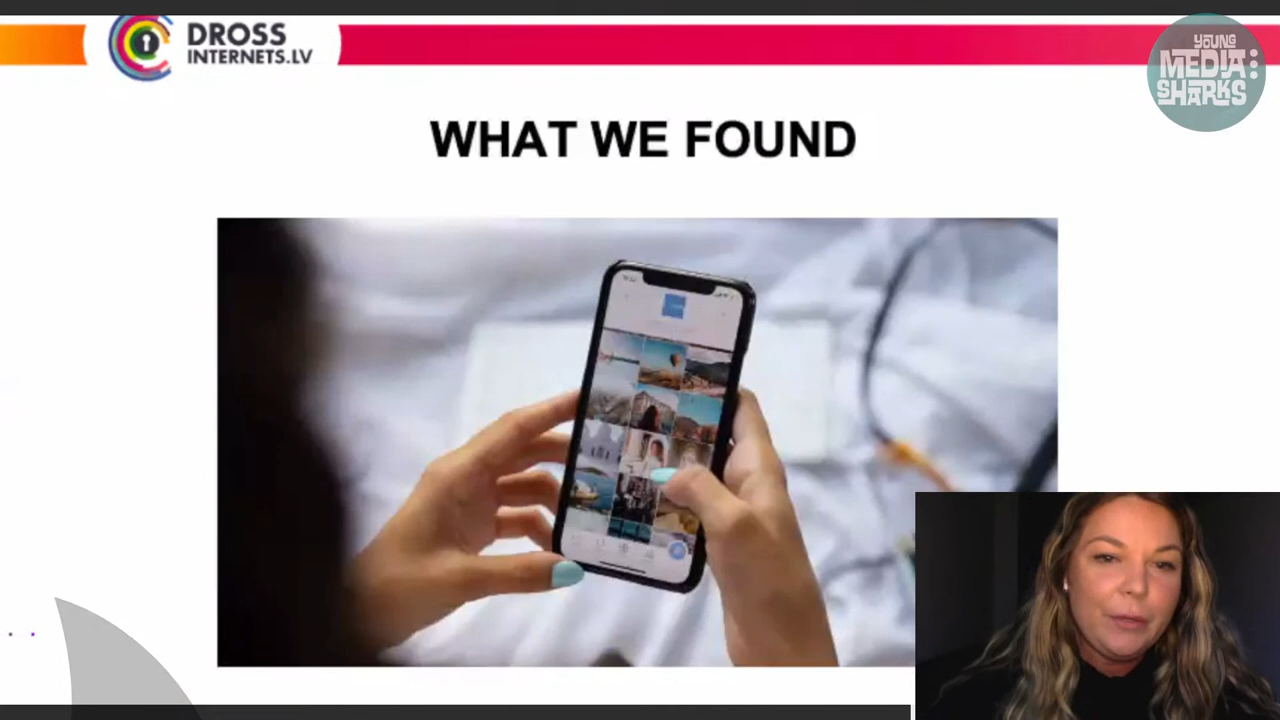 DROSS
INTERNETS.LV
YOUNG
MEDIA:
SHARKS
WHAT WE FOUND